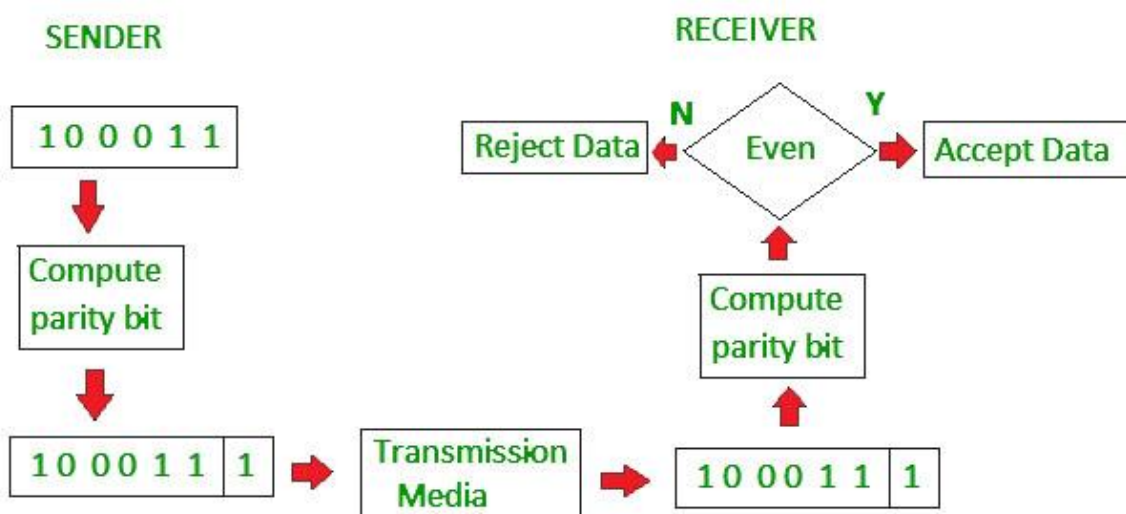 SENDER
1 0 0 0 1 1
Compute
parity bit
1 0 0 0 1 1 1
Transmission
Media
1 0 0 0 1 1 1
Compute
parity bit
Even
N
Y
Reject Data
Accept Data
RECEIVER